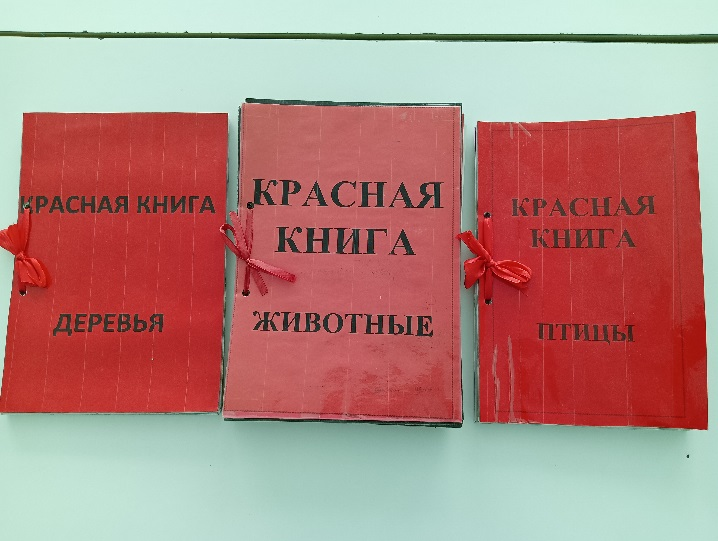 КРАСНАЯ КНИГА
ДЕРЕВЬЯ
КРАСНАЯ
КНИГА
ЖИВОТНЫЕ
КРАСНАЯ
КНИГА
ПТИЦЫ